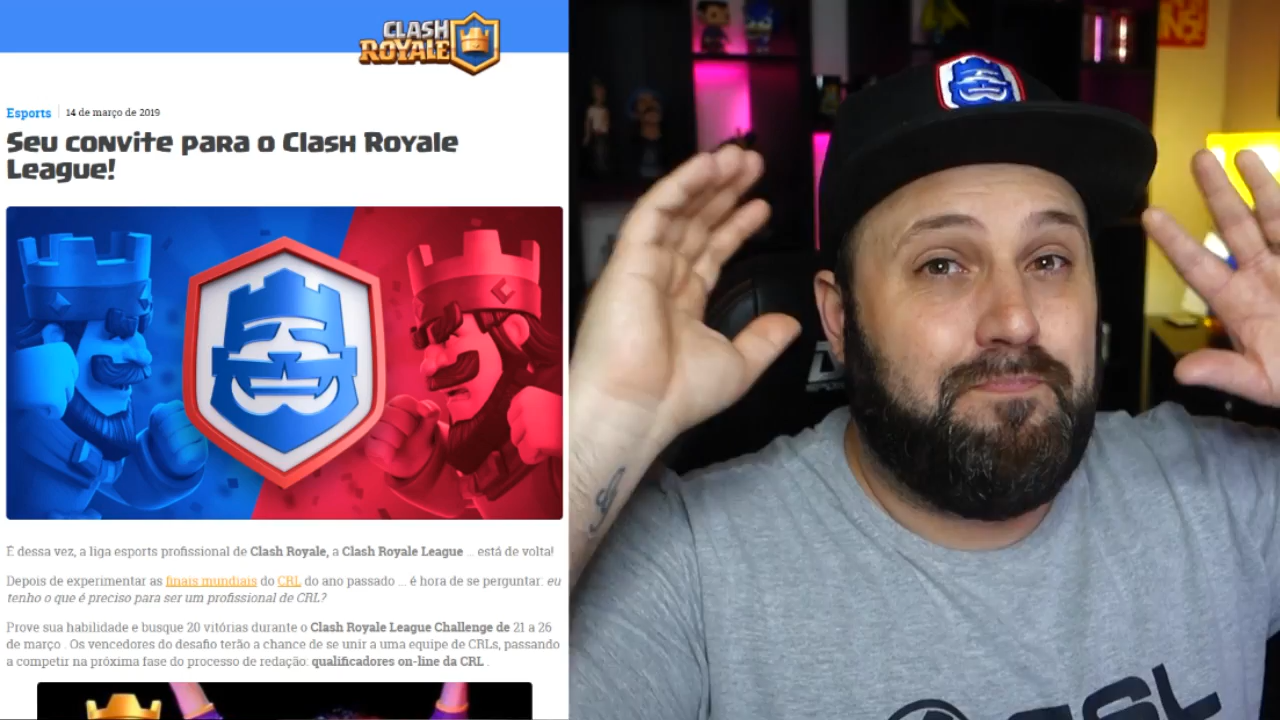 CLASH
ROYALE
Esports 14 de março de 2019
Seu convite para o Clash Royale
League!
É dessa vez, a liga esports profissional de Clash Royale, a Clash Royale League ... está de volta!
Depois de experimentar as finais mundiais do CRL do ano passado ... é hora de se perguntar: eu
tenho o que é preciso para ser um profissional de CRL?
Prove sua habilidade e busque 20 vitórias durante o Clash Royale League Challenge de 21 a 26
de março . Os vencedores do desafio terão a chance de se unir a uma equipe de CRLs, passando
a competir na próxima fase do processo de redação: qualificadores on-line da CRL .